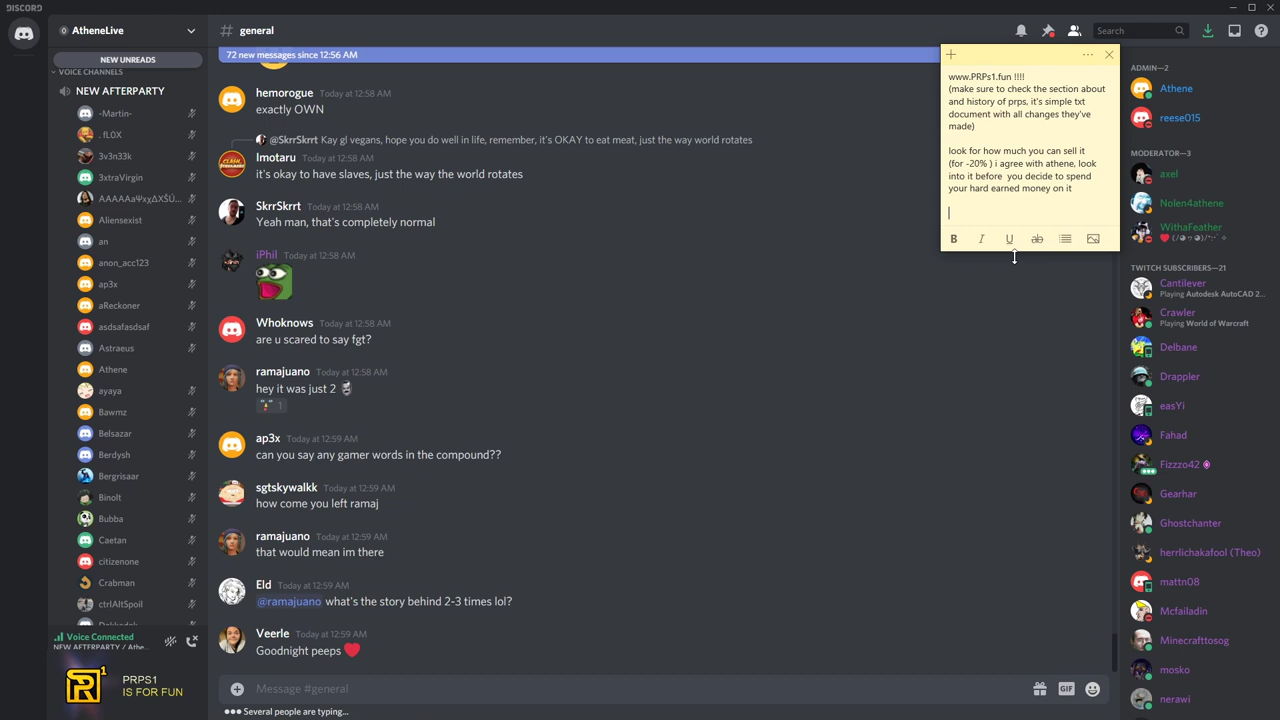 DISCORD
AtheneLive
NEW UNREADS
VOICE CHANNELS
NEW AFTERPARTY
-Martin-
. fL0X
3v3n33k
3xtraVirgin
Aliensexist
an
anon_acc123
ap3x
aReckoner
asdsafasdsaf
Astraeus
Athene
ayaya
Bawmz
Belsazar
Berdysh
Bergrisaar
Binolt
Bubba
Caetan
citizenone
Crabman
ctrlAltSpoil
Voice Connected
NEW AFTERPARTY / Athe...
PRPS1
IS FOR FUN
# general
Search
72 new messages since 12:56 AM
hemorogue Today at 12:58 AM
exactly OWN
@SkrrSkrrt Kay gl vegans, hope you do well in life, remember, it's OKAY to eat meat, just the way world rotates
Today at 12:58 AM
it's okay to have slaves, just the way the world rotates
SkrrSkrrt Today at 12:58 AM
Yeah man, that's completely normal
iPhil Today at 12:58 AM
Whoknows Today at 12:58 AM
are u scared to say fgt?
ramajuano Today at 12:58 AM
hey it was just 2
1
ap3x Today at 12:59 AM
can you say any gamer words in the compound??
sgtskywalkk Today at 12:59 AM
how come you left ramaj
ramajuano Today at 12:59 AM
that would mean im there
Eld Today at 12:59 AM
@ramajuano what's the story behind 2-3 times lol?
Veerle Today at 12:59 AM
Goodnight peeps
Message #general
GIF
Several people are typing...
www.PRPs1.fun !!!!
(make sure to check the section about
and history of prps, it's simple txt
document with all changes they've
made)
look for how much you can sell it
(for -20% ) i agree with athene, look
into it before you decide to spend
your hard earned money on it
B I U ab
ADMIN—2
Athene
reese015
MODERATOR—3
axel
Nolen4athene
WithaFeather
TWITCH SUBSCRIBERS—21
Cantilever
Playing Autodesk AutoCAD 2...
Crawler
Playing World of Warcraft
Delbane
Drappler
easYi
Fahad
Fizzzo42
Gearhar
Ghostchanter
herrlichakafool (Theo)
mattn08
Mcfailadin
Minecrafttosog
mosko
nerawi